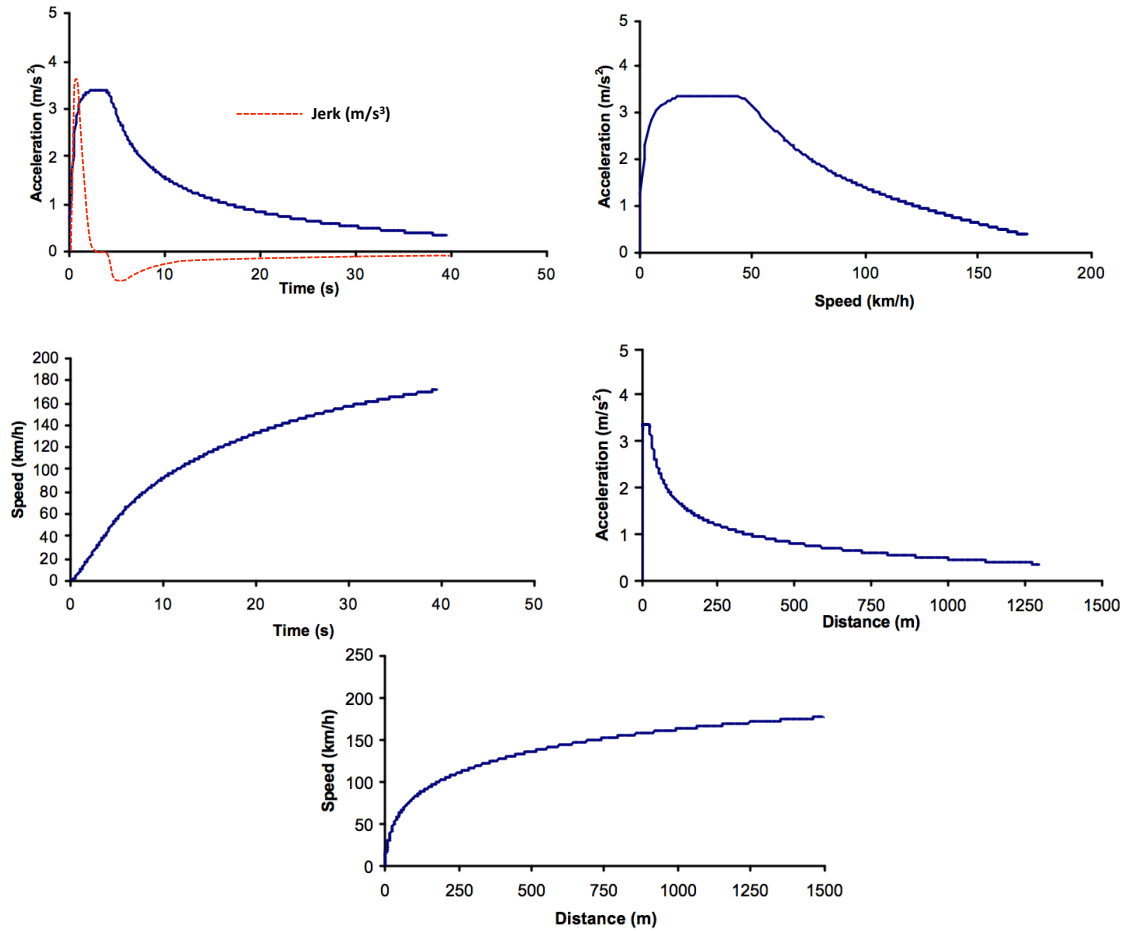 5
4
3
2
1
0
Acceleration (m/s²)
Jerk (m/s³)
0 10 20 30 40 50
Time (s)
5
4
3
2
1
0
Acceleration (m/s²)
0 50 100 150 200
Speed (km/h)
200
180
160
140
120
100
80
60
40
20
0
Speed (km/h)
0 10 20 30 40 50
Time (s)
5
4
3
2
1
0
Acceleration (m/s²)
0 250 500 750 1000 1250 1500
Distance (m)
250
200
150
100
50
0
Speed (km/h)
0 250 500 750 1000 1250 1500
Distance (m)